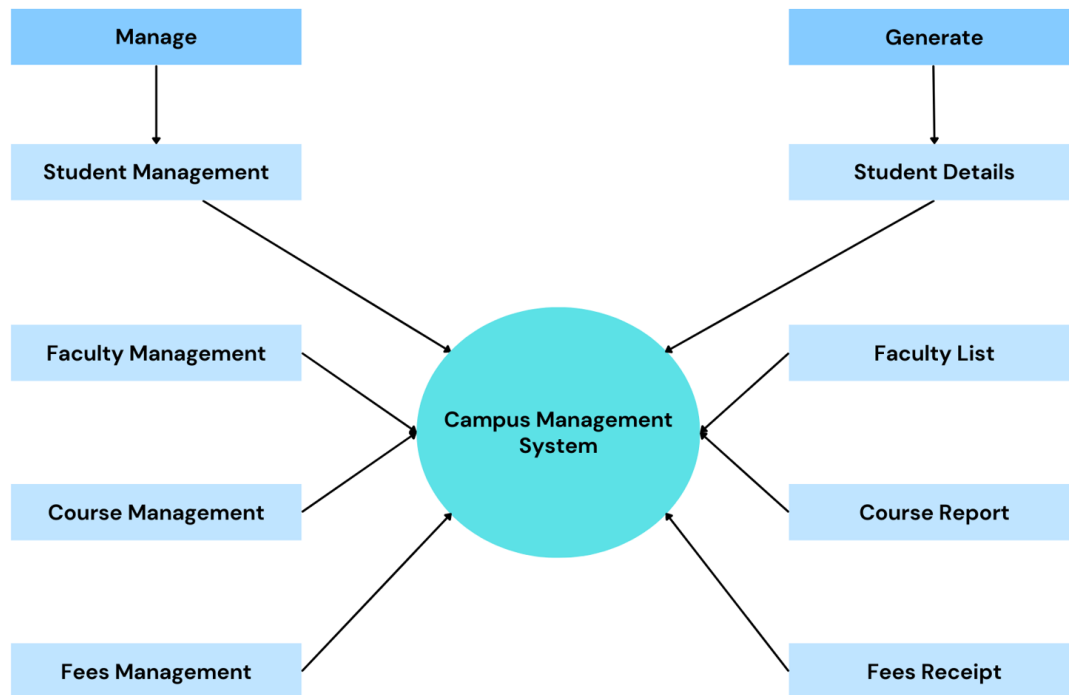 Manage
Generate
Student Management
Student Details
Faculty Management
Faculty List
Campus Management
System
Course Management
Course Report
Fees Management
Fees Receipt